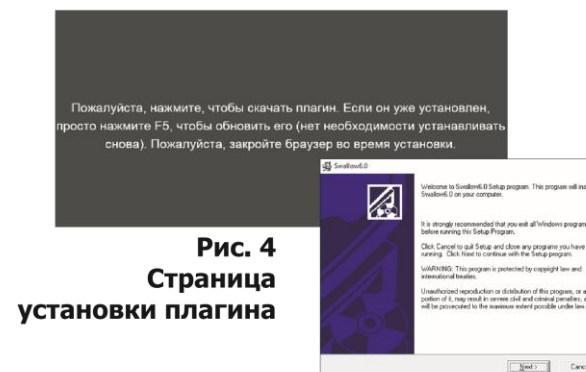 Пожалуйста, нажмите, чтобы скачать плагин. Если он уже установлен,
просто нажмите F5, чтобы обновить его (нет необходимости устанавливать
снова). Пожалуйста, закройте браузер во время установки.
Swallow6.0
Welcome to Swallow6.0 Setup program. This program will
Swallow6.0 on your computer.
It is strongly recommended that you exit all Windows
before running this Setup Program.
Click Cancel to quit Setup and close any programs you have
running. Click Next to continue with the Setup program.
WARNING: This program is protected by copyright law and
international treaties.
Unauthorized reproduction or distribution of this program, or
portion of it, may result in severe civil and criminal penalties,
will be prosecuted to the maximum extent possible under law.
Next >
Рис. 4
Страница
установки плагина